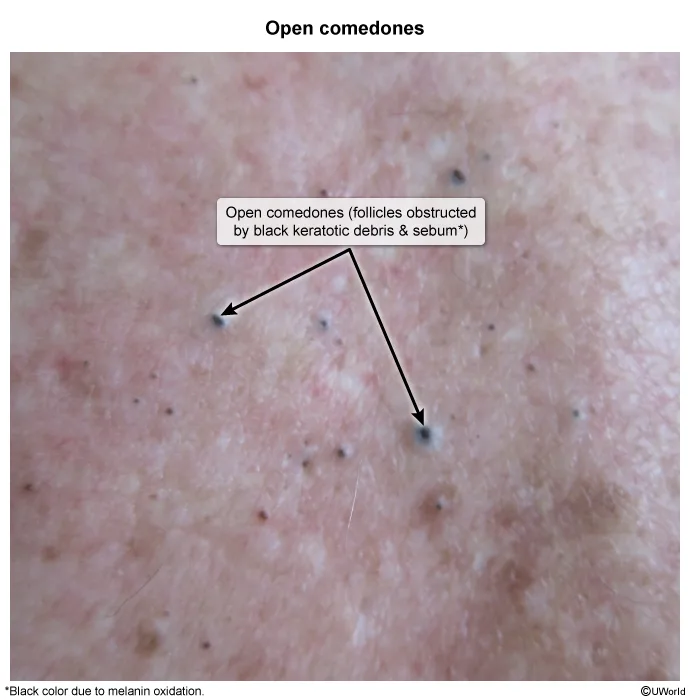 Open comedones
Open comedones (follicles obstructed
by black keratotic debris & sebum*)
*Black color due to melanin oxidation.
©UWorld